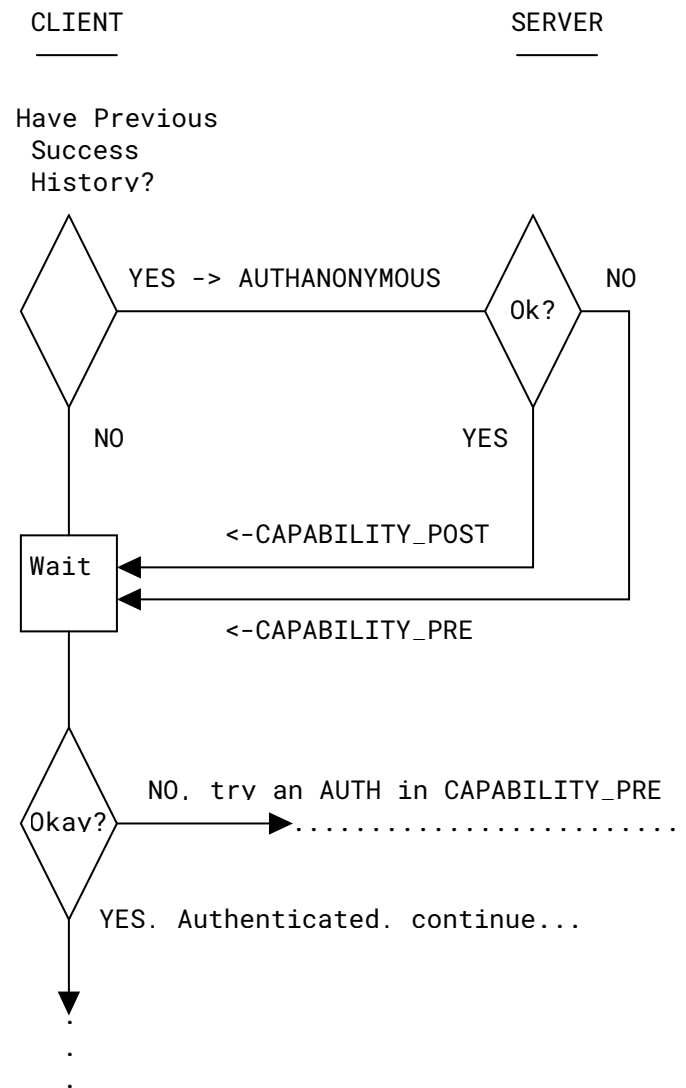 CLIENT SERVER
Have Previous
Success
History?
YES -> AUTHANONYMOUS NO
Ok?
NO YES
<-CAPABILITY_POST
Wait
<-CAPABILITY_PRE
NO, try an AUTH in CAPABILITY_PRE
Okay? .........................
YES. Authenticated. continue...
.
.
.